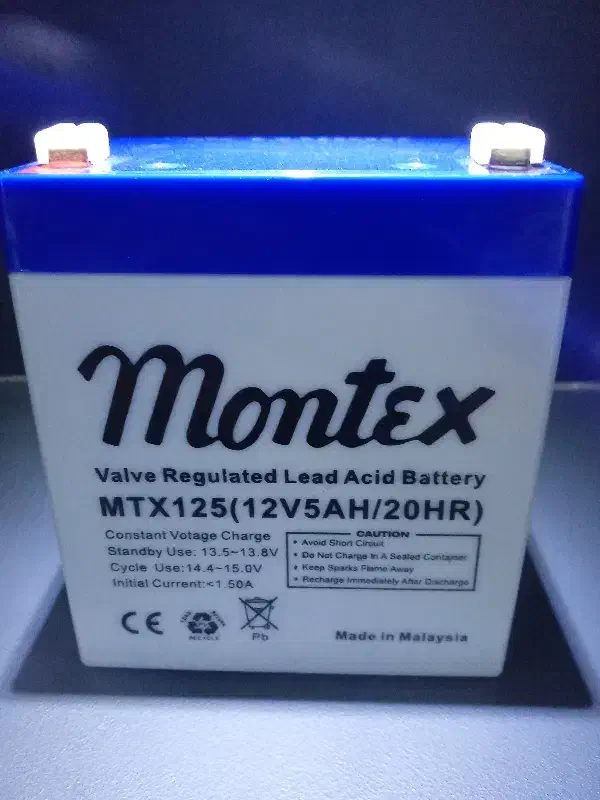 Montex
Valve Regulated Lead Acid Battery
MTX125(12V5AH/20HR)
Constant Votage Charge
Standby Use: 13.5~13.8V
Cycle Use:14.4~15.0V
Initial Current:<1.50A
CAUTION
• Avoid Short Circuit
• Do Not Charge In A Sealed Container
• Keep Sparks Flame Away
• Recharge Immediately After Discharge
CE
RECYCLE
Pb
Made in Malaysia